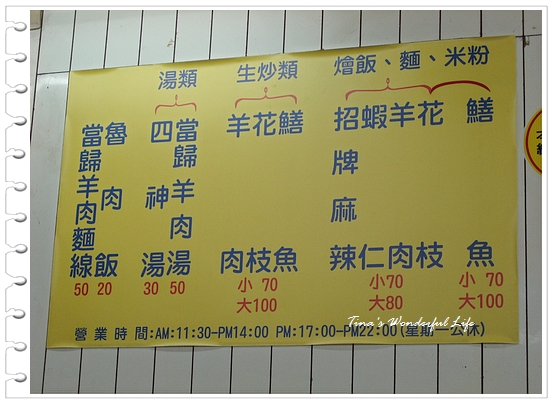 湯類
生炒類
燴飯、麵、米粉
當歸羊肉麵線
50
魯肉飯
20
四神湯
30
當歸羊肉湯
50
羊肉
花枝
鱔魚
小 70
大100
招牌麻辣
蝦仁
羊肉
花枝
小70
大80
鱔魚
小 70
大100
營業時間:AM:11:30-PM14:00 PM:17:00-PM22:00(星期一公休)
Tina's Wonderful Life